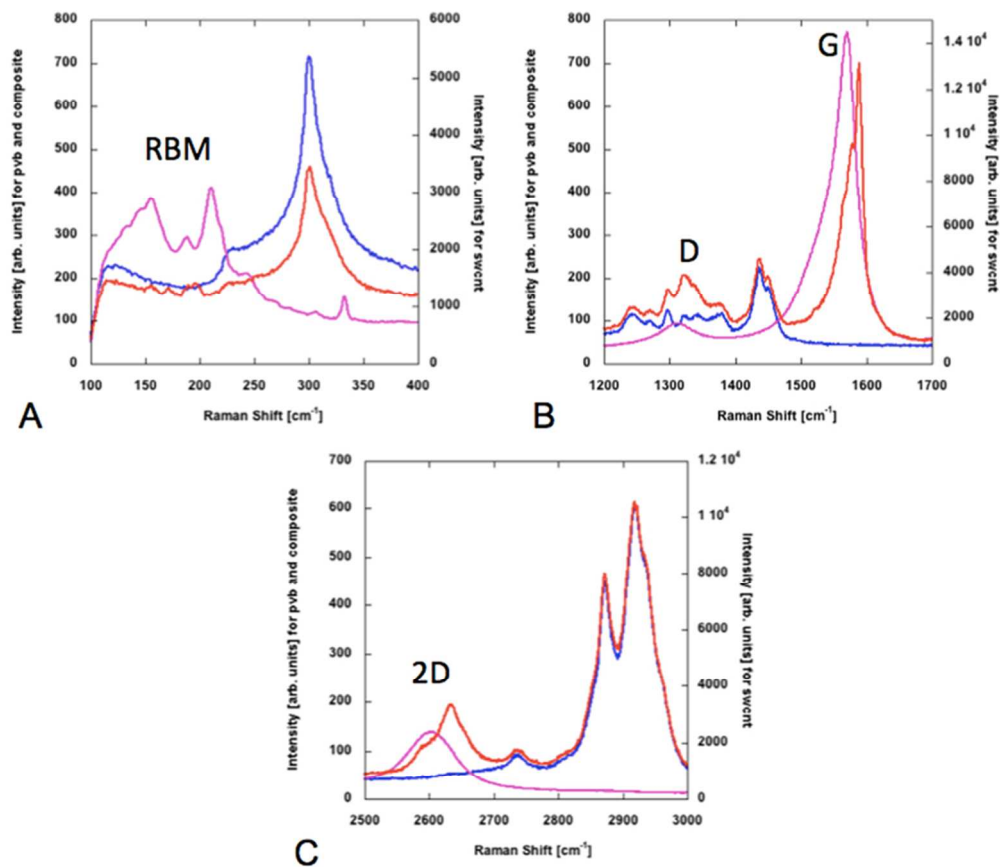 800
700
600
500
400
300
200
100
0
6000
5000
4000
3000
2000
1000
0
100 150 200 250 300 350 400
RBM
Intensity [arb. units] for pvb and composite
Intensity [arb. units] for swcnt
Raman Shift [cm⁻¹]
A
800
700
600
500
400
300
200
100
0
1.4 10⁴
1.2 10⁴
1 10⁴
8000
6000
4000
2000
0
1200 1300 1400 1500 1600 1700
G
D
Intensity [arb. units] for pvb and composite
Intensity [arb. units] for swcnt
Raman Shift [cm⁻¹]
B
700
600
500
400
300
200
100
0
1.2 10⁴
1 10⁴
8000
6000
4000
2000
0
2500 2600 2700 2800 2900 3000
2D
Intensity [arb. units] for pvb and composite
Intensity [arb. units] for swcnt
Raman Shift [cm⁻¹]
C